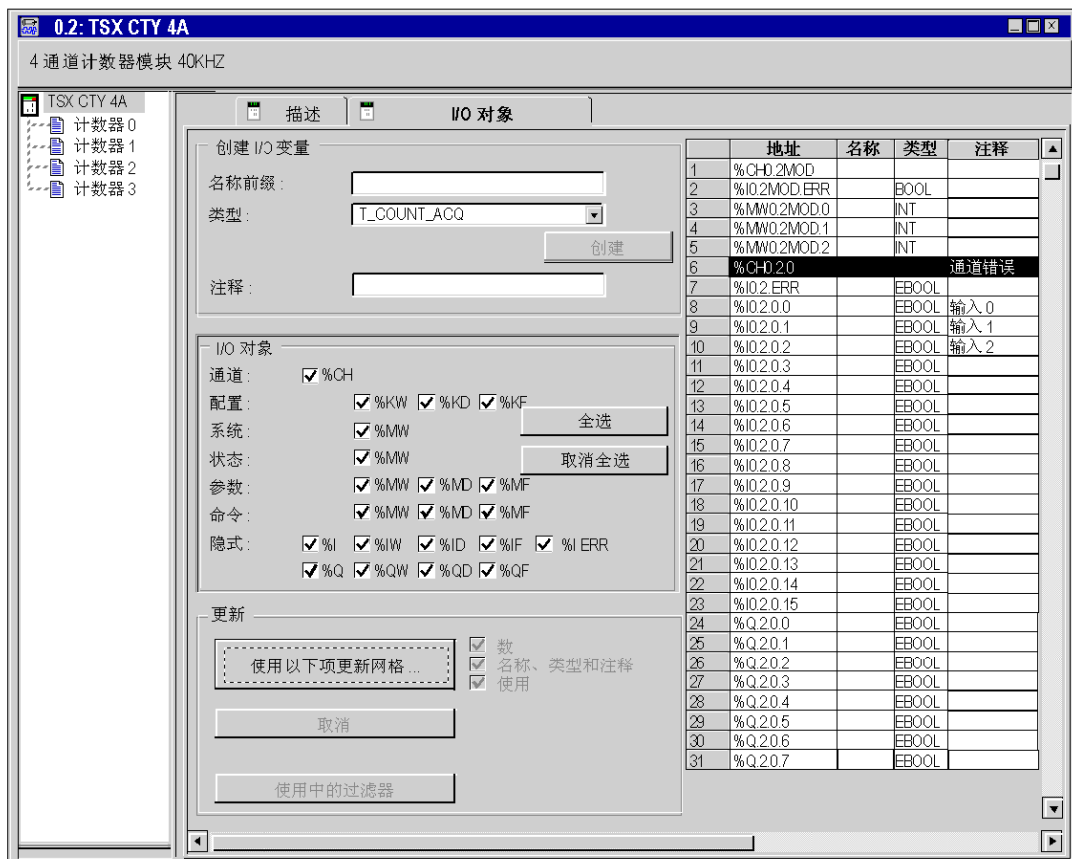 0.2: TSX CTY 4A
4 通道计数器模块 40KHZ
TSX CTY 4A
计数器 0
计数器 1
计数器 2
计数器 3
描述
I/O 对象
创建 I/O 变量
名称前缀 :
类型 :
T_COUNT_ACQ
创建
注释 :
I/O 对象
通道 : %CH
配置 : %KW %KD %KF
系统 : %MW
状态 : %MW
参数 : %MW %MD %MF
命令 : %MW %MD %MF
隐式 : %I %IW %ID %IF %I ERR
%Q %QW %QD %QF
全选
取消全选
更新
使用以下项更新网格 ...
数
名称、类型和注释
使用
取消
使用中的过滤器
地址 名称 类型 注释
1 %CH0.2MOD
2 %I0.2MOD.ERR BOOL
3 %MW0.2MOD.0 INT
4 %MW0.2MOD.1 INT
5 %MW0.2MOD.2 INT
6 %CH0.2.0 通道错误
7 %I0.2.ERR EBOOL
8 %I0.2.0.0 EBOOL 输入 0
9 %I0.2.0.1 EBOOL 输入 1
10 %I0.2.0.2 EBOOL 输入 2
11 %I0.2.0.3 EBOOL
12 %I0.2.0.4 EBOOL
13 %I0.2.0.5 EBOOL
14 %I0.2.0.6 EBOOL
15 %I0.2.0.7 EBOOL
16 %I0.2.0.8 EBOOL
17 %I0.2.0.9 EBOOL
18 %I0.2.0.10 EBOOL
19 %I0.2.0.11 EBOOL
20 %I0.2.0.12 EBOOL
21 %I0.2.0.13 EBOOL
22 %I0.2.0.14 EBOOL
23 %I0.2.0.15 EBOOL
24 %Q.2.0.0 EBOOL
25 %Q.2.0.1 EBOOL
26 %Q.2.0.2 EBOOL
27 %Q.2.0.3 EBOOL
28 %Q.2.0.4 EBOOL
29 %Q.2.0.5 EBOOL
30 %Q.2.0.6 EBOOL
31 %Q.2.0.7 EBOOL